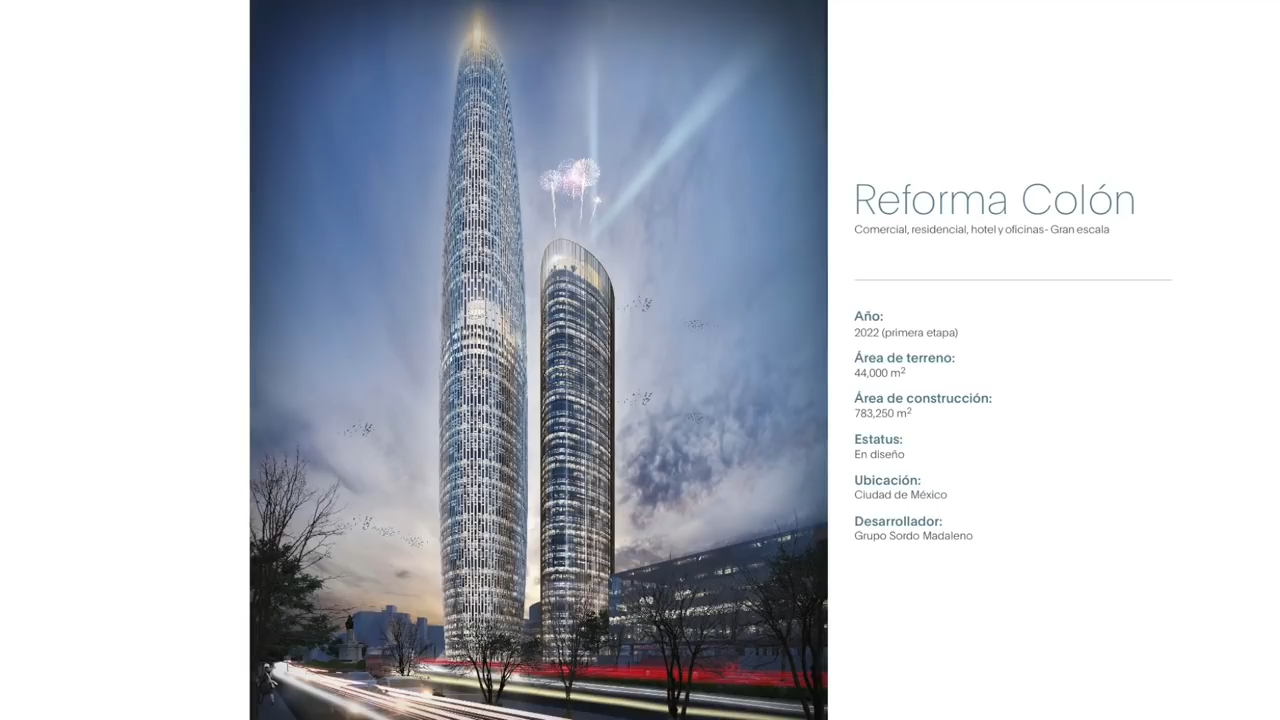 Reforma Colón
Comercial, residencial, hotel y oficinas- Gran escala
Año:
2022 (primera etapa)
Área de terreno:
44,000 m²
Área de construcción:
783,250 m²
Estatus:
En diseño
Ubicación:
Ciudad de México
Desarrollador:
Grupo Sordo Madaleno